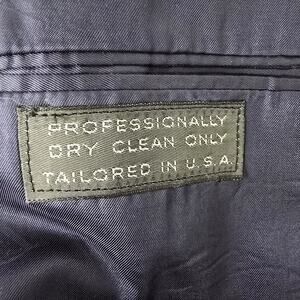 PROFESSIONALLY
DRY CLEAN ONLY
TAILORED IN U.S.A.